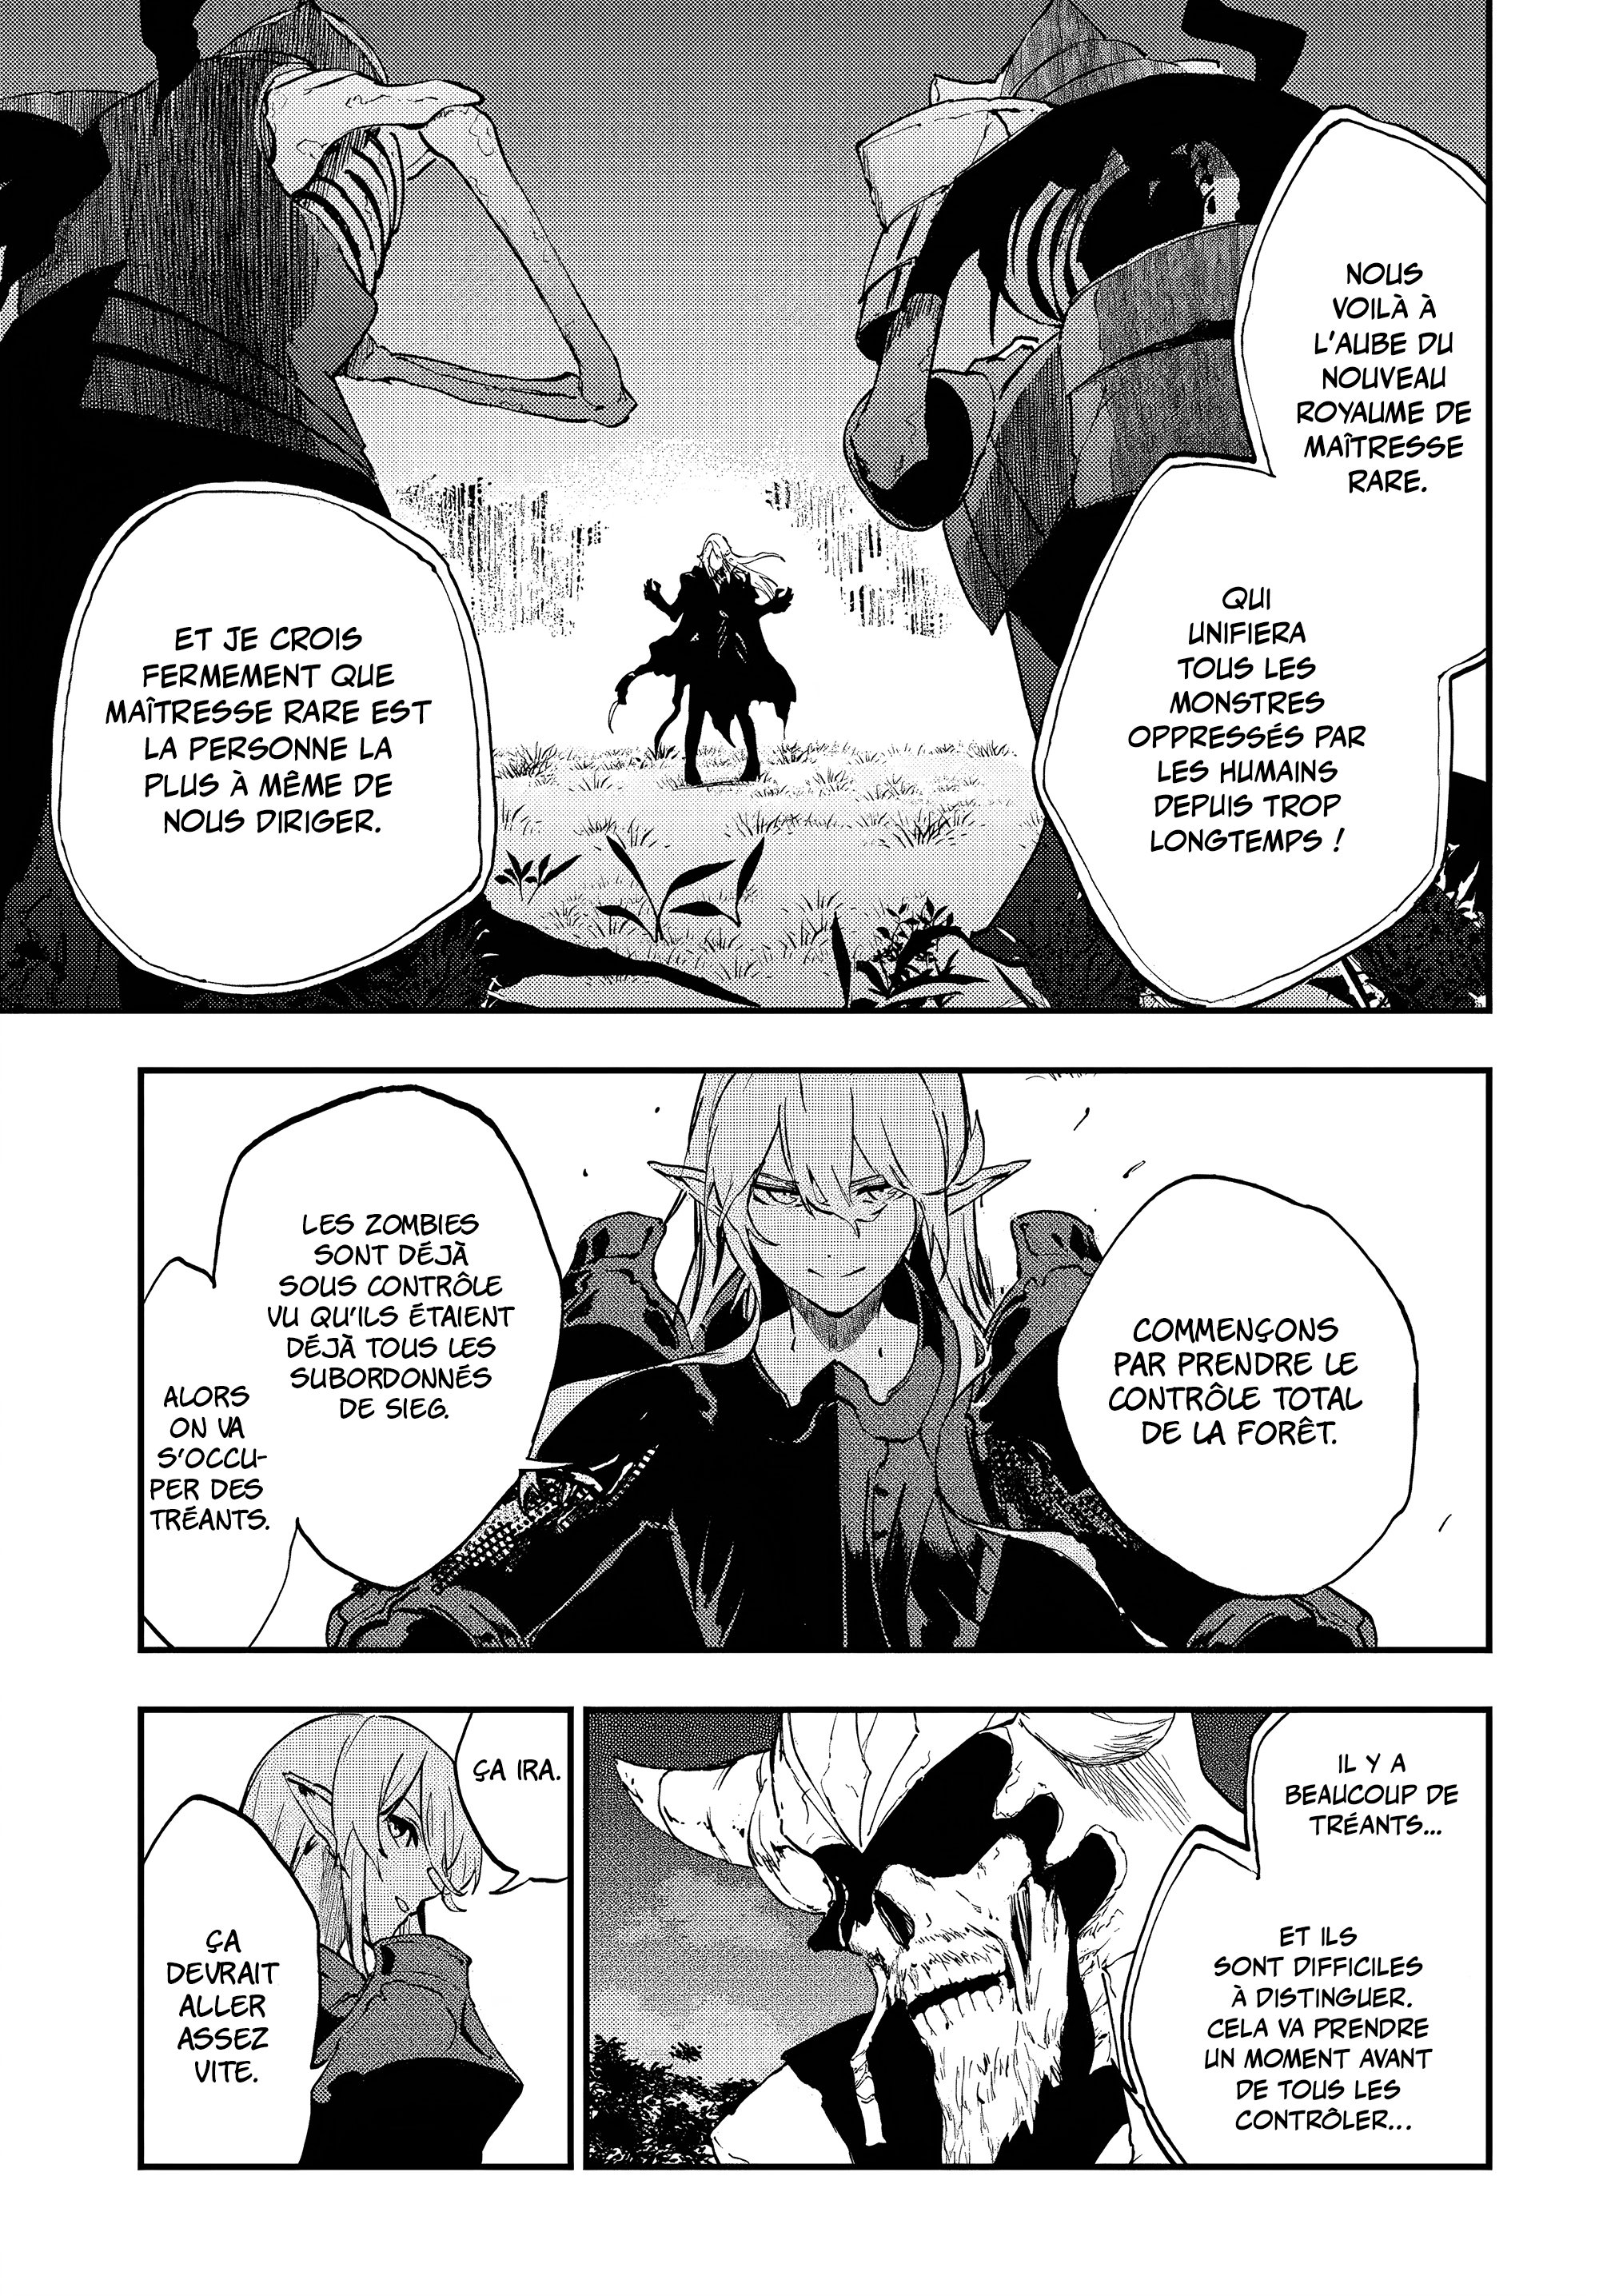 NOUS
VOILÀ À
L'AUBE DU
NOUVEAU
ROYAUME DE
MAÎTRESSE
RARE.
QUI
UNIFIERA
TOUS LES
MONSTRES
OPPRESSÉS PAR
LES HUMAINS
DEPUIS TROP
LONGTEMPS !
ET JE CROIS
FERMEMENT QUE
MAÎTRESSE RARE EST
LA PERSONNE LA
PLUS À MÊME DE
NOUS DIRIGER.
COMMENÇONS
PAR PRENDRE LE
CONTRÔLE TOTAL
DE LA FORÊT.
LES ZOMBIES
SONT DÉJÀ
SOUS CONTRÔLE
VU QU'ILS ÉTAIENT
DÉJÀ TOUS LES
SUBORDONNÉS
DE SIEG.
ALORS
ON VA
S'OCCU-
PER DES
TRÉANTS.
IL Y A
BEAUCOUP DE
TRÉANTS...
ET ILS
SONT DIFFICILES
À DISTINGUER.
CELA VA PRENDRE
UN MOMENT AVANT
DE TOUS LES
CONTRÔLER...
ÇA IRA.
ÇA
DEVRAIT
ALLER
ASSEZ
VITE.